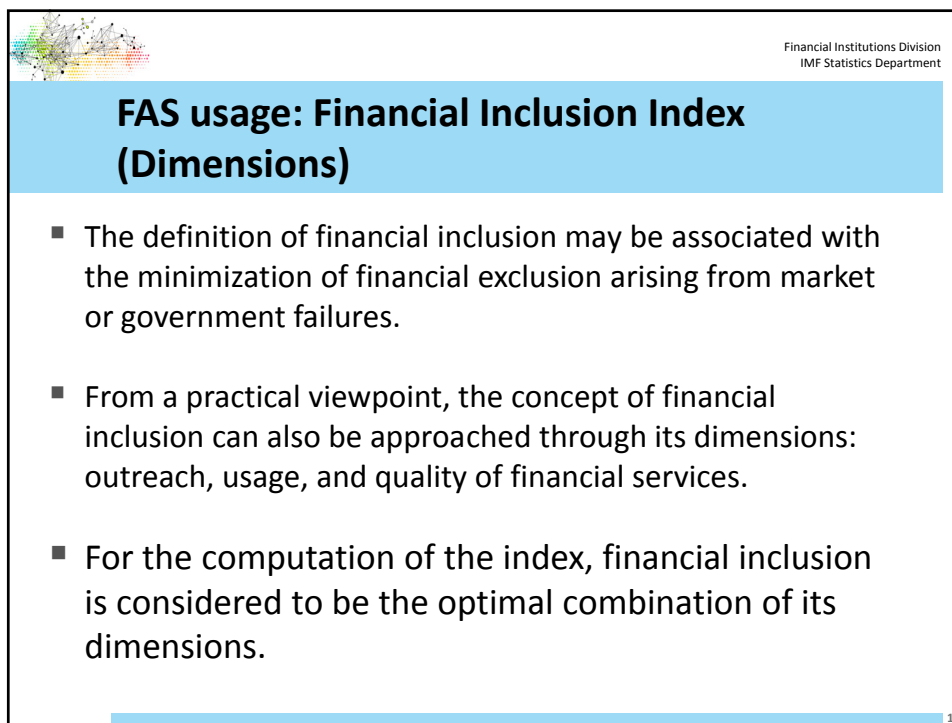 Financial Institutions Division
IMF Statistics Department
FAS usage: Financial Inclusion Index
(Dimensions)
▪ The definition of financial inclusion may be associated with
the minimization of financial exclusion arising from market
or government failures.
▪ From a practical viewpoint, the concept of financial
inclusion can also be approached through its dimensions:
outreach, usage, and quality of financial services.
▪ For the computation of the index, financial inclusion
is considered to be the optimal combination of its
dimensions.
1